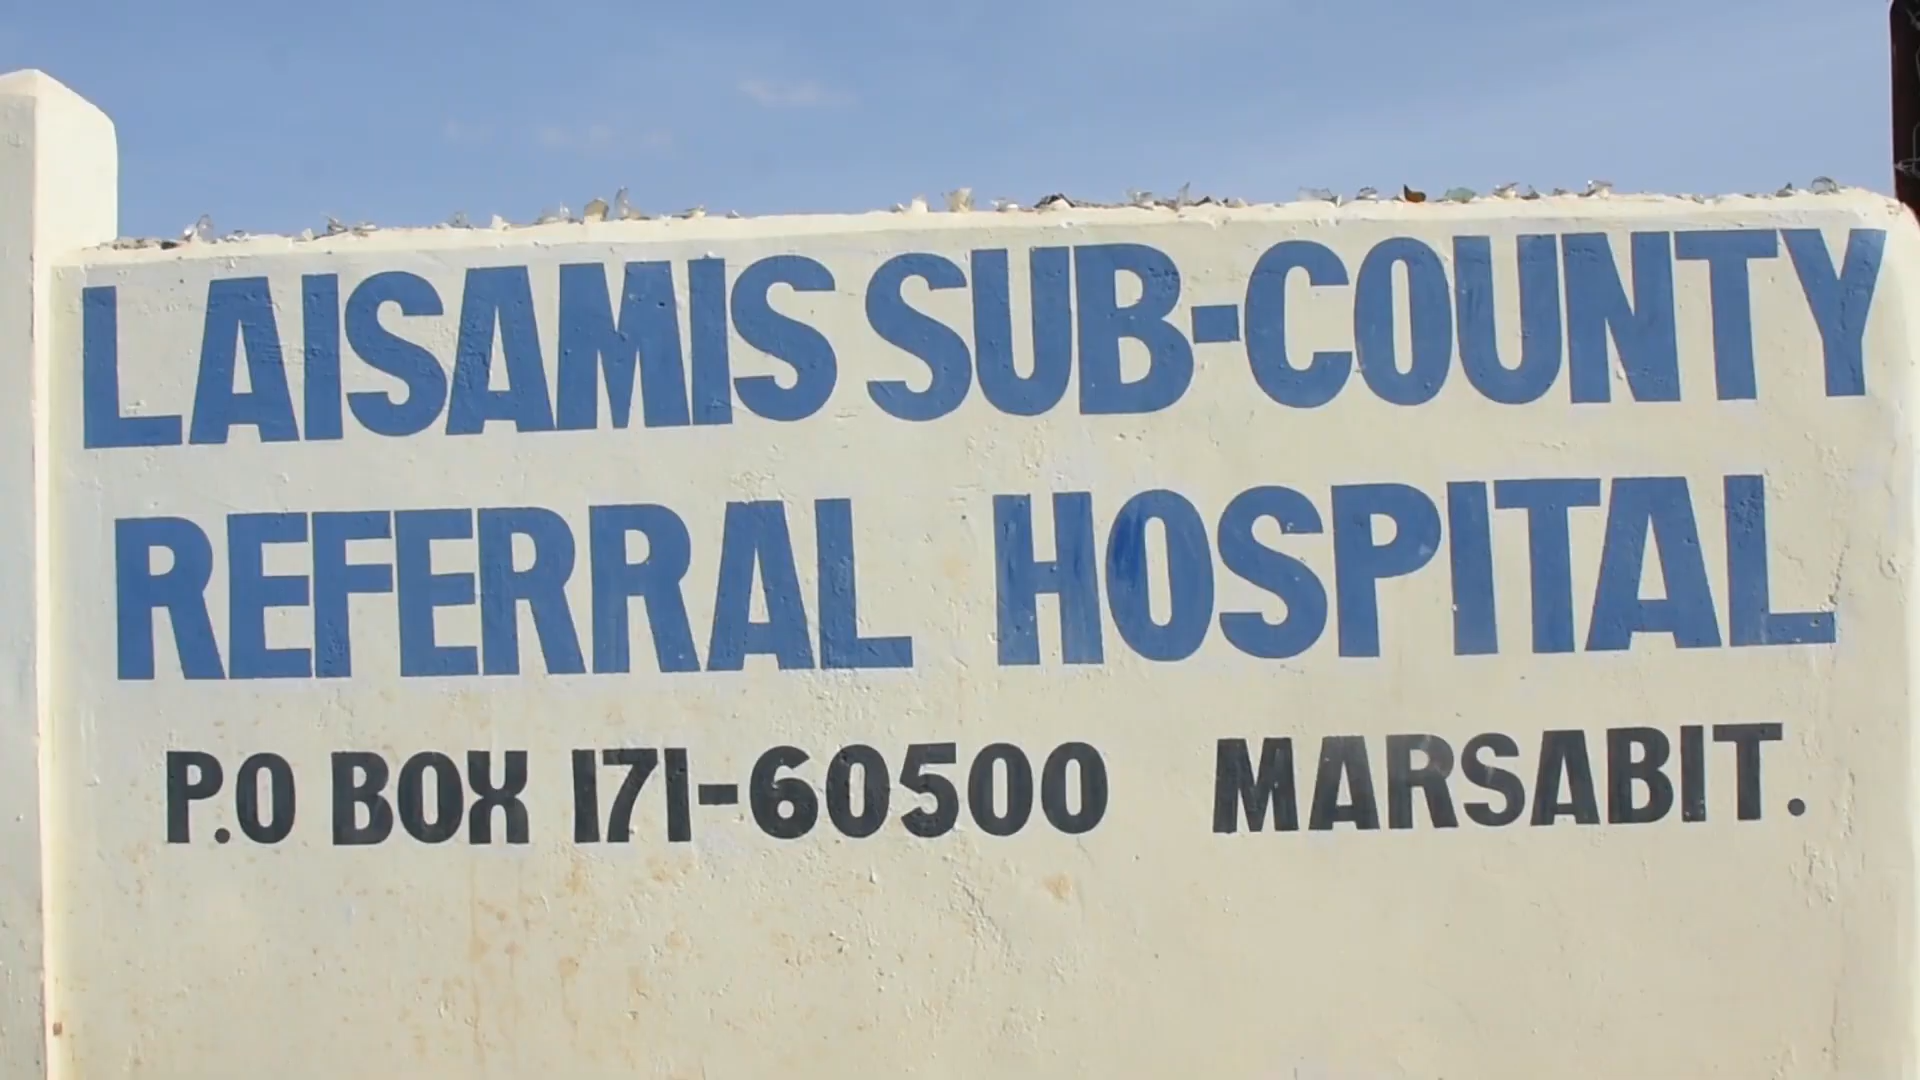 LAISAMIS SUB-COUNTY
REFERRAL HOSPITAL
P.O BOX 171-60500 MARSABIT.